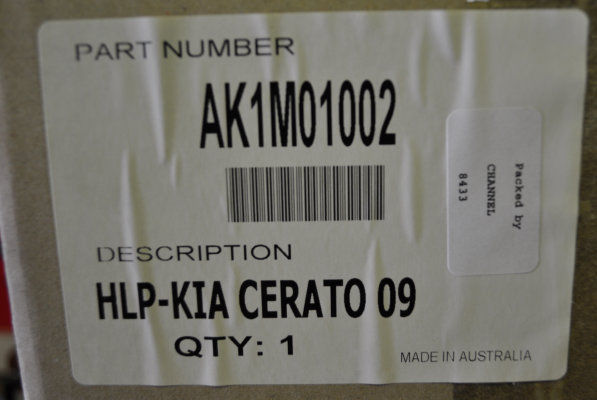 PART NUMBER
AK1M01002
DESCRIPTION
HLP-KIA CERATO 09
QTY: 1
MADE IN AUSTRALIA
Packed by
CHANNEL
8433